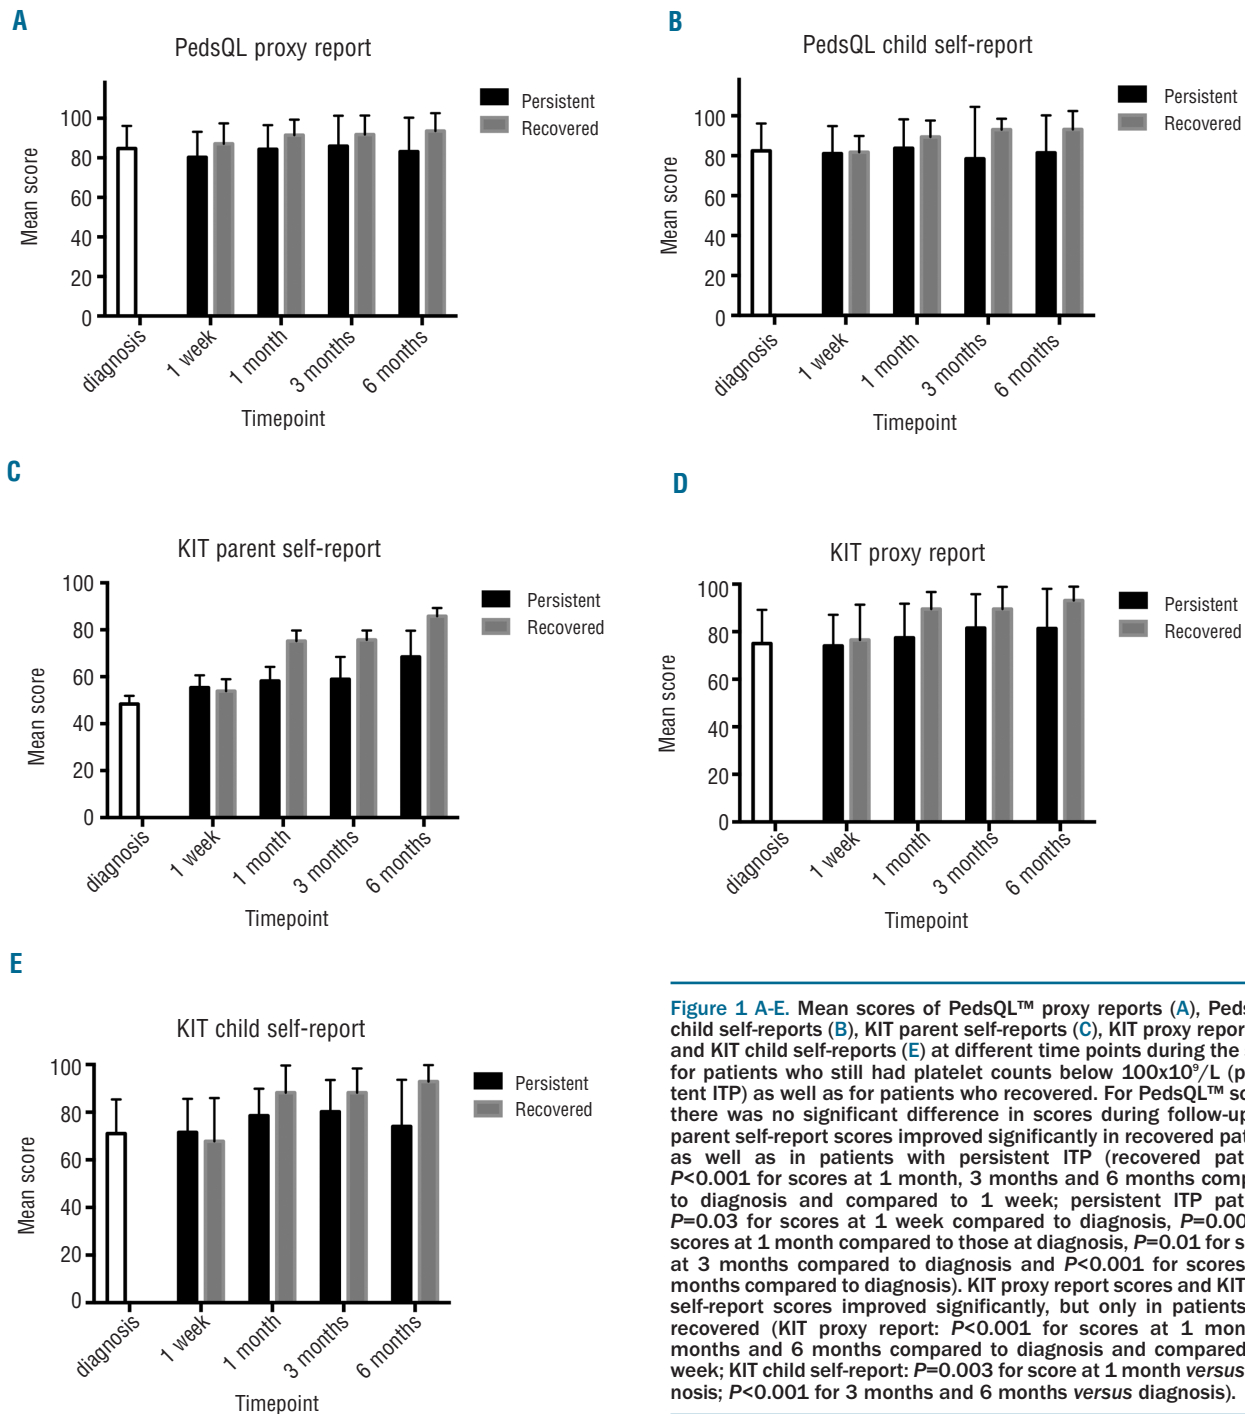 A
PedsQL proxy report
Mean score
100
80
60
40
20
0
Persistent
Recovered
diagnosis
1 week
1 month
3 months
6 months
Timepoint
B
PedsQL child self-report
Mean score
100
80
60
40
20
0
Persistent
Recovered
diagnosis
1 week
1 month
3 months
6 months
Timepoint
C
KIT parent self-report
Mean score
100
80
60
40
20
0
Persistent
Recovered
diagnosis
1 week
1 month
3 months
6 months
Timepoint
D
KIT proxy report
Mean score
100
80
60
40
20
0
Persistent
Recovered
diagnosis
1 week
1 month
3 months
6 months
Timepoint
E
KIT child self-report
Mean score
100
80
60
40
20
0
Persistent
Recovered
diagnosis
1 week
1 month
3 months
6 months
Timepoint
Figure 1 A-E. Mean scores of PedsQL™ proxy reports (A), Peds
child self-reports (B), KIT parent self-reports (C), KIT proxy repor
and KIT child self-reports (E) at different time points during the
for patients who still had platelet counts below 100x10⁹/L (p
tent ITP) as well as for patients who recovered. For PedsQL™ sc
there was no significant difference in scores during follow-up
parent self-report scores improved significantly in recovered pat
as well as in patients with persistent ITP (recovered pat
P<0.001 for scores at 1 month, 3 months and 6 months comp
to diagnosis and compared to 1 week; persistent ITP pat
P=0.03 for scores at 1 week compared to diagnosis, P=0.00
scores at 1 month compared to those at diagnosis, P=0.01 for s
at 3 months compared to diagnosis and P<0.001 for scores
months compared to diagnosis). KIT proxy report scores and KIT
self-report scores improved significantly, but only in patients
recovered (KIT proxy report: P<0.001 for scores at 1 mon
months and 6 months compared to diagnosis and compared
week; KIT child self-report: P=0.003 for score at 1 month versus
nosis; P<0.001 for 3 months and 6 months versus diagnosis).